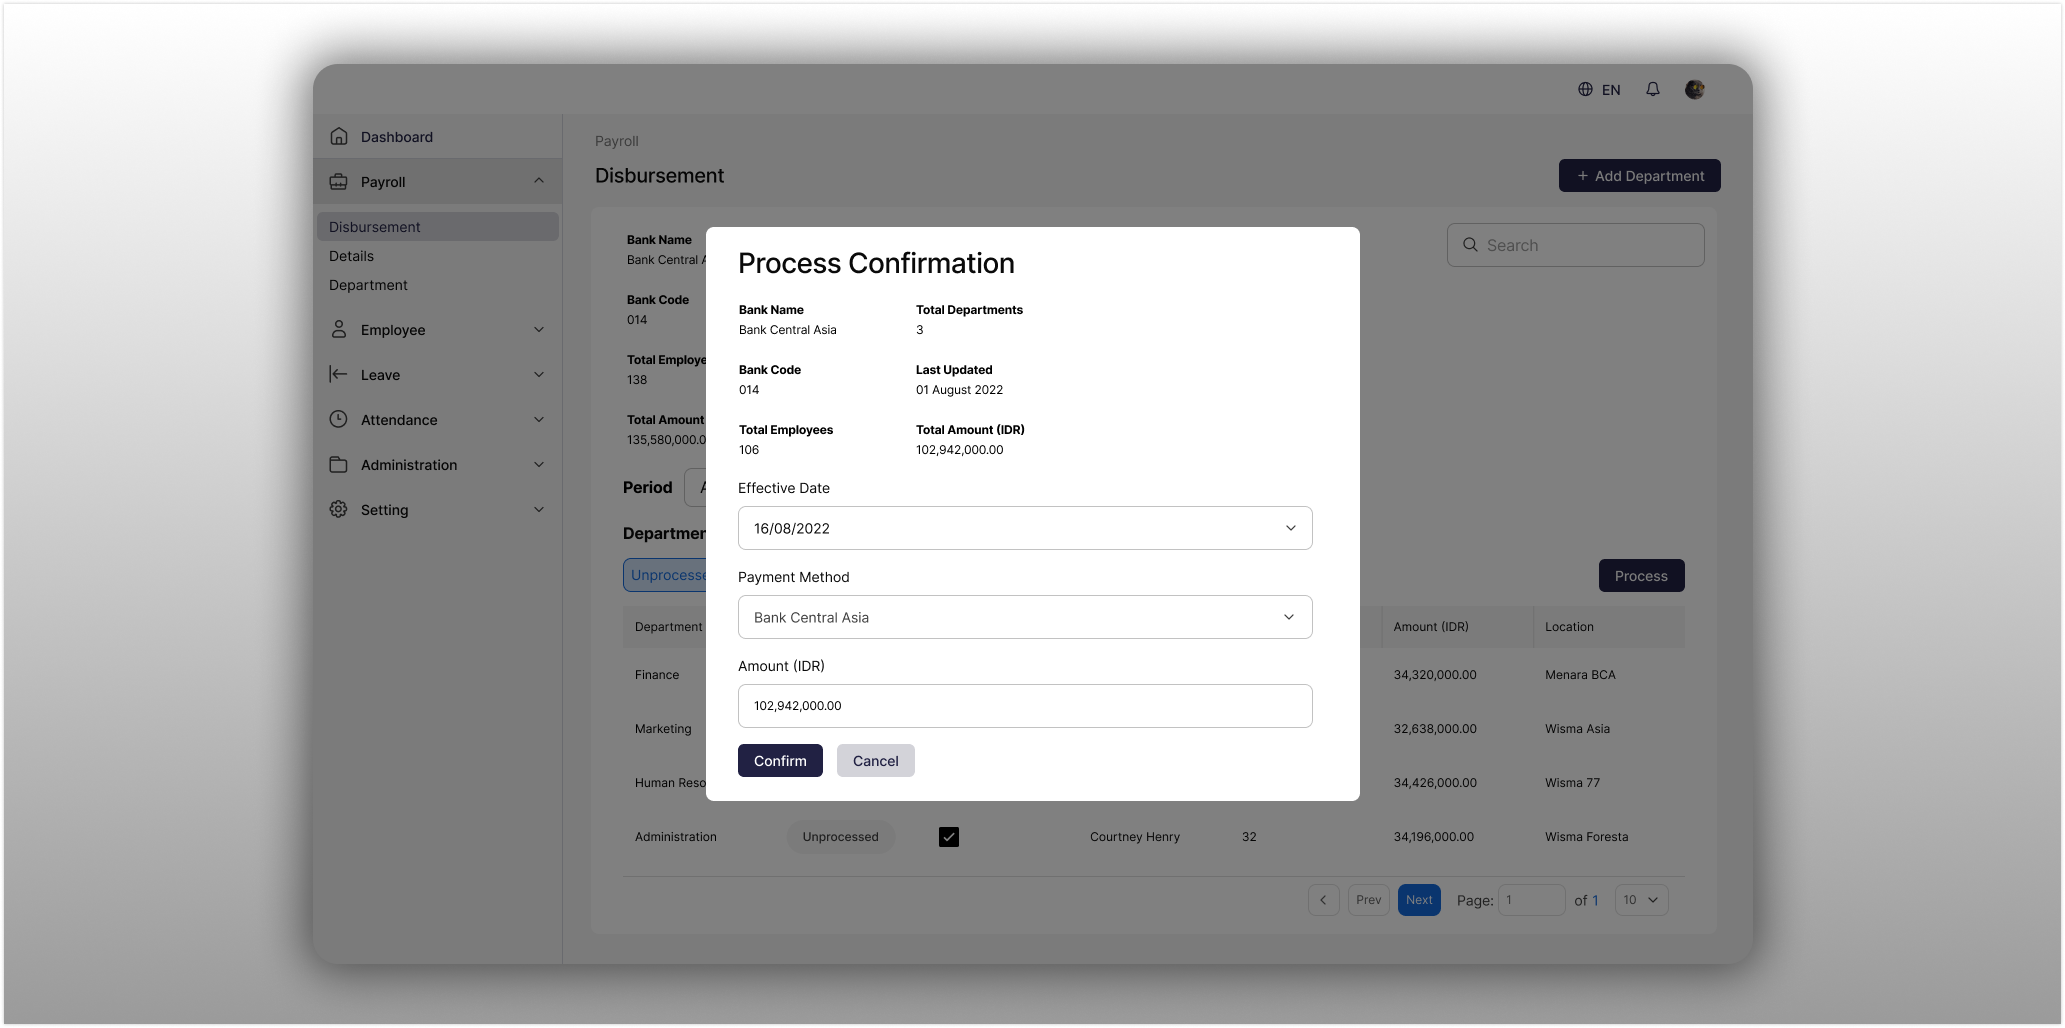 EN
Dashboard
Payroll
Disbursement
Details
Department
Employee
Leave
Attendance
Administration
Setting
Payroll
Disbursement
+ Add Department
Bank Name
Bank Central A
Bank Code
014
Total Employe
138
Total Amount
135,580,000.0
Search
Period
Departmen
Unprocesse
Process
Process Confirmation
Bank Name Total Departments
Bank Central Asia 3
Bank Code Last Updated
014 01 August 2022
Total Employees Total Amount (IDR)
106 102,942,000.00
Effective Date
16/08/2022
Payment Method
Bank Central Asia
Amount (IDR)
102,942,000.00
Confirm Cancel
Department Amount (IDR) Location
Finance 34,320,000.00 Menara BCA
Marketing 32,638,000.00 Wisma Asia
Human Reso 34,426,000.00 Wisma 77
Administration Unprocessed Courtney Henry 32 34,196,000.00 Wisma Foresta
Prev Next Page: 1 of 1 10